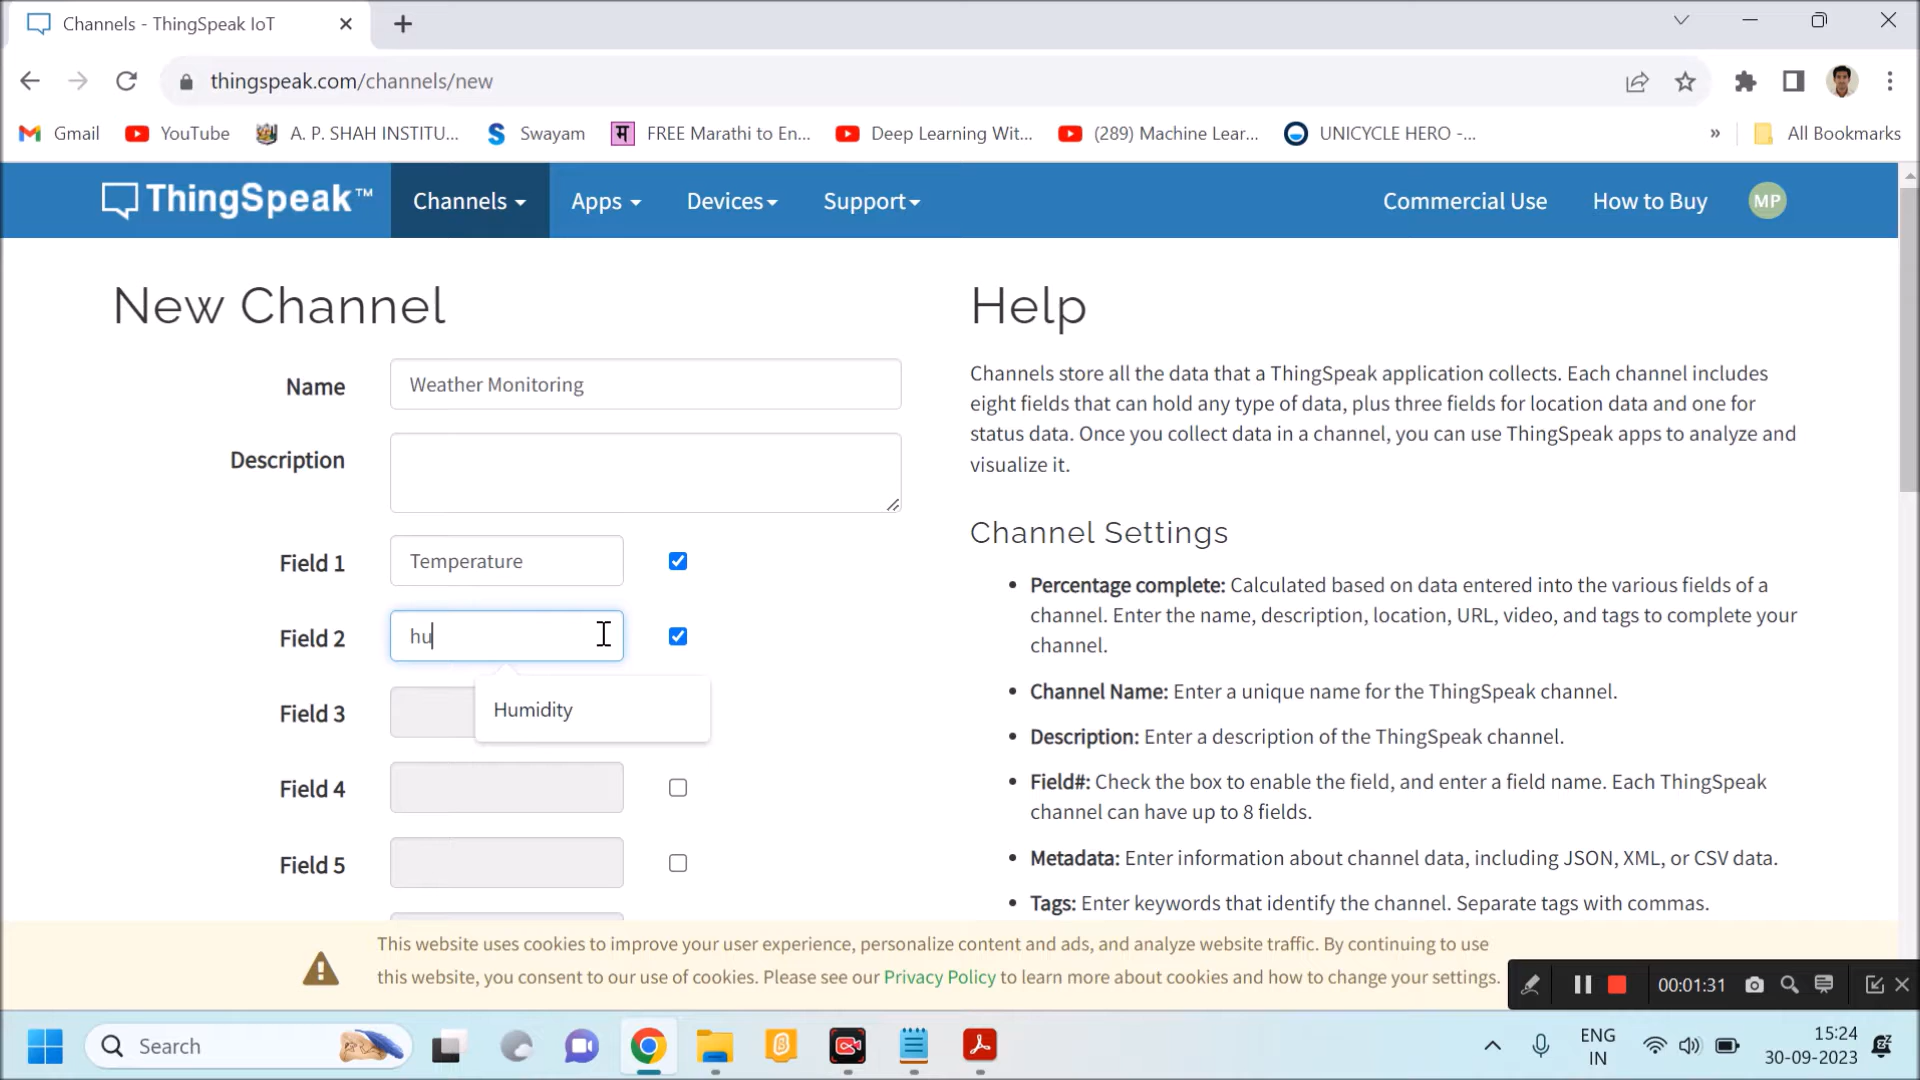 Channels - ThingSpeak IoT
thingspeak.com/channels/new
Gmail
YouTube
A. P. SHAH INSTITU...
Swayam
FREE Marathi to En...
Deep Learning Wit...
(289) Machine Lear...
UNICYCLE HERO -...
»
All Bookmarks
ThingSpeak™
Channels
Apps
Devices
Support
Commercial Use
How to Buy
MP
New Channel
Name
Weather Monitoring
Description
Field 1
Temperature
Field 2
hu
Humidity
Field 3
Field 4
Field 5
Help
Channels store all the data that a ThingSpeak application collects. Each channel includes
eight fields that can hold any type of data, plus three fields for location data and one for
status data. Once you collect data in a channel, you can use ThingSpeak apps to analyze and
visualize it.
Channel Settings
• Percentage complete: Calculated based on data entered into the various fields of a
channel. Enter the name, description, location, URL, video, and tags to complete your
channel.
• Channel Name: Enter a unique name for the ThingSpeak channel.
• Description: Enter a description of the ThingSpeak channel.
• Field#: Check the box to enable the field, and enter a field name. Each ThingSpeak
channel can have up to 8 fields.
• Metadata: Enter information about channel data, including JSON, XML, or CSV data.
• Tags: Enter keywords that identify the channel. Separate tags with commas.
This website uses cookies to improve your user experience, personalize content and ads, and analyze website traffic. By continuing to use
this website, you consent to our use of cookies. Please see our Privacy Policy to learn more about cookies and how to change your settings.
00:01:31
Search
ENG
IN
15:24
30-09-2023